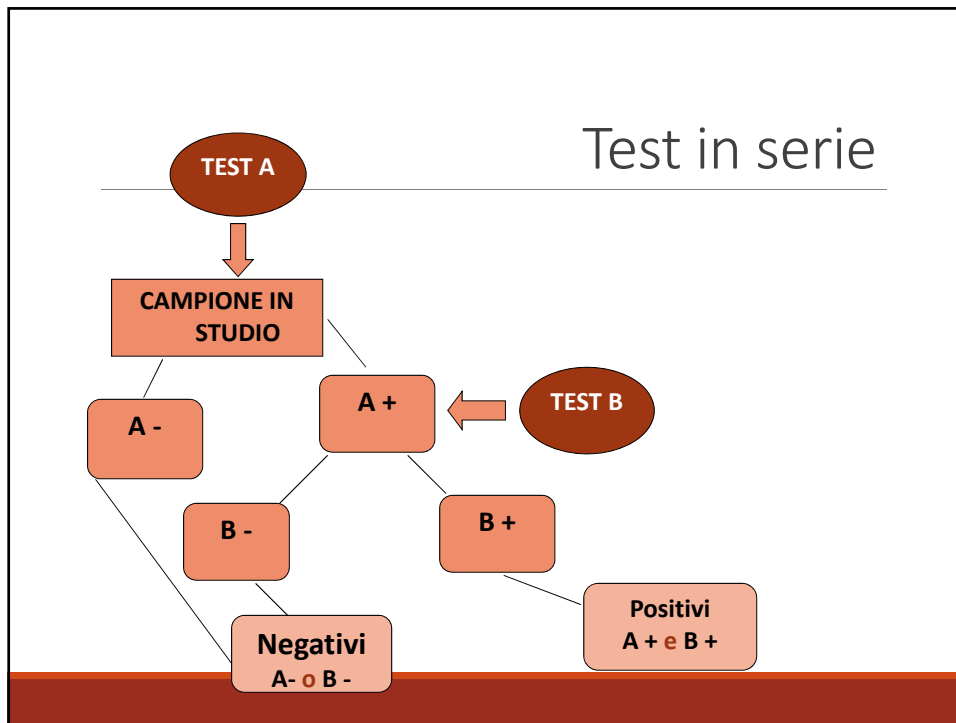 Test in serie
TEST A
CAMPIONE IN
STUDIO
A +
TEST B
A -
B -
B +
Negativi
A- o B -
Positivi
A + e B +